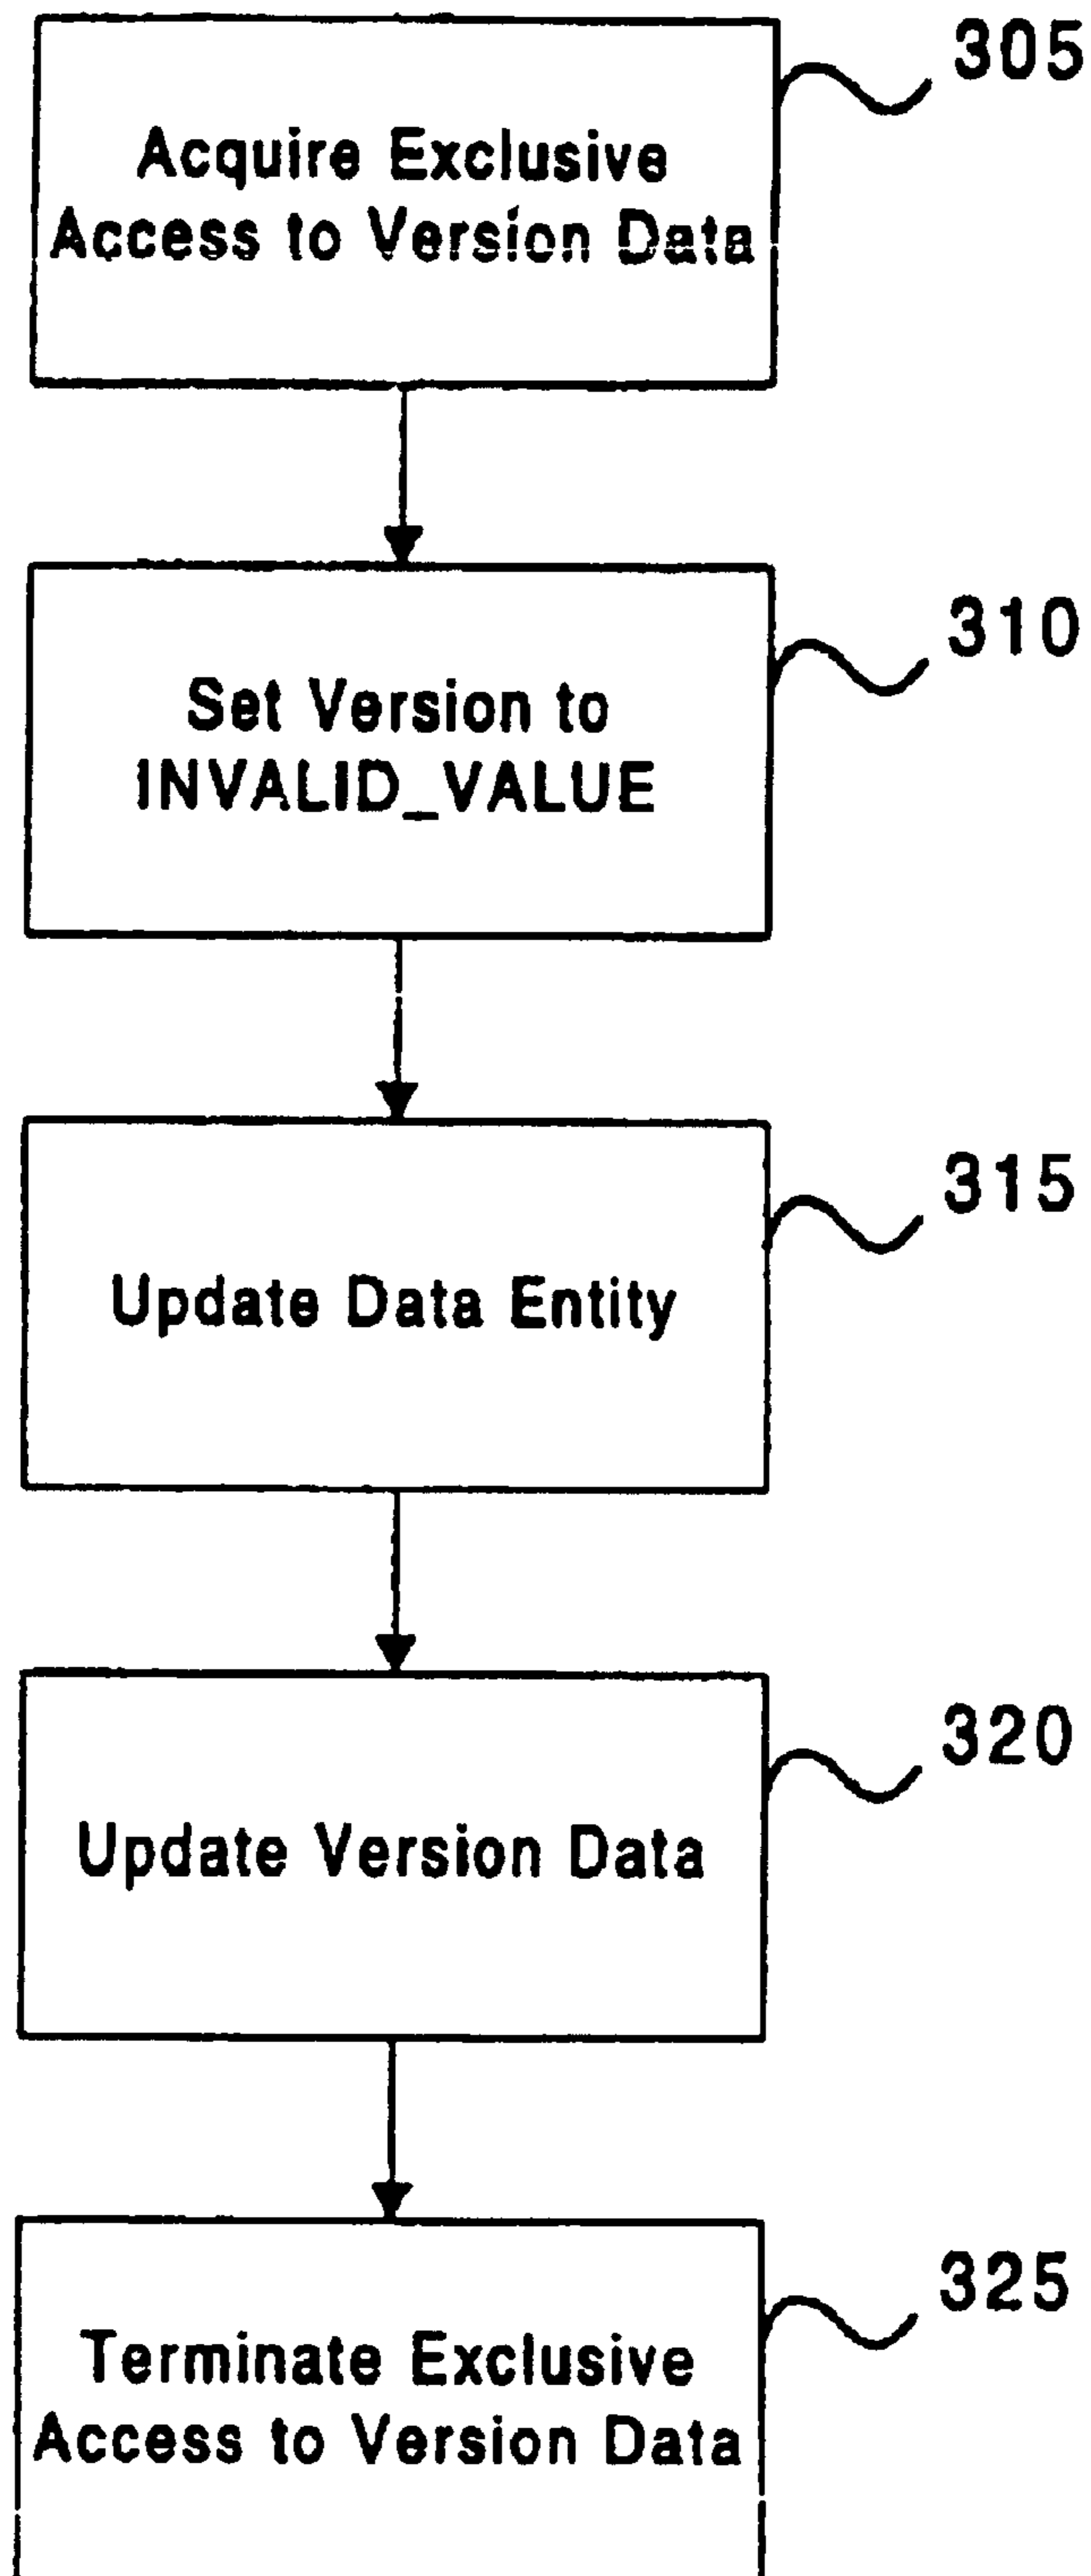 305
Acquire Exclusive
Access to Version Data
310
Set Version to
INVALID_VALUE
315
Update Data Entity
320
Update Version Data
325
Terminate Exclusive
Access to Version Data